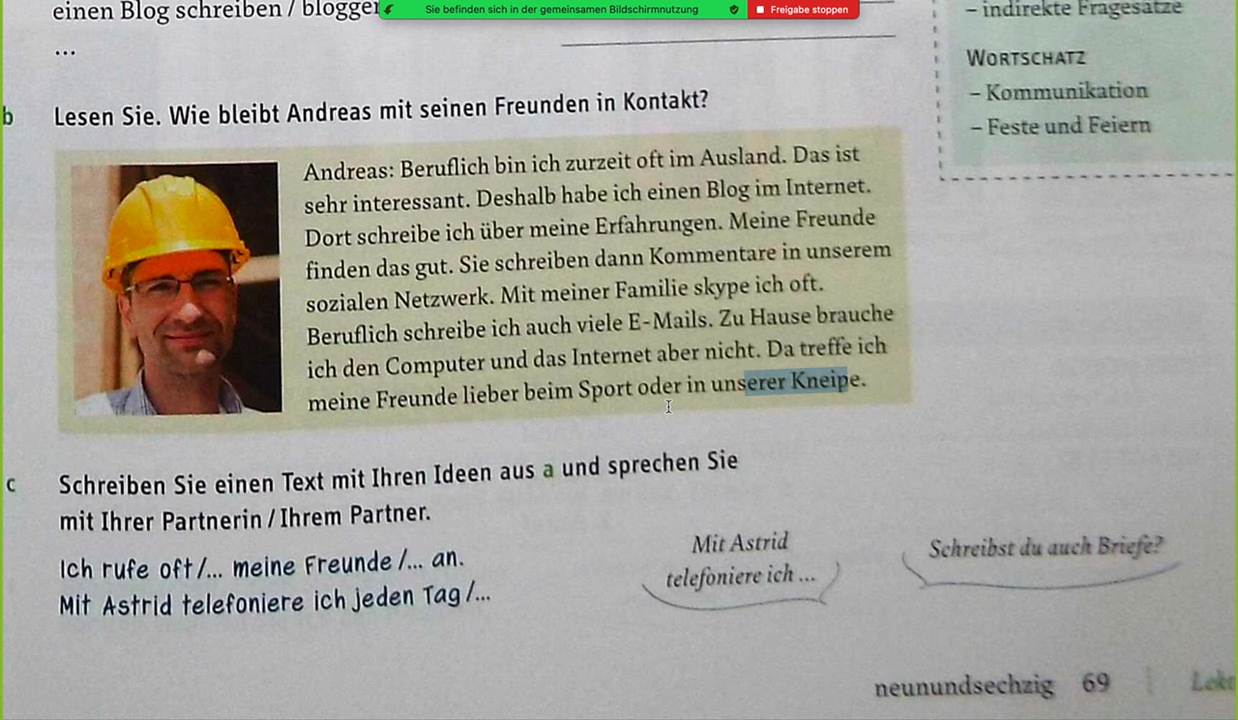 Sie befinden sich in der gemeinsamen Bildschirmnutzung
Freigabe stoppen
einen Blog schreiben / blogger
...
– indirekte Fragesätze
WORTSCHATZ
– Kommunikation
– Feste und Feiern
b Lesen Sie. Wie bleibt Andreas mit seinen Freunden in Kontakt?
Andreas: Beruflich bin ich zurzeit oft im Ausland. Das ist
sehr interessant. Deshalb habe ich einen Blog im Internet.
Dort schreibe ich über meine Erfahrungen. Meine Freunde
finden das gut. Sie schreiben dann Kommentare in unserem
sozialen Netzwerk. Mit meiner Familie skype ich oft.
Beruflich schreibe ich auch viele E-Mails. Zu Hause brauche
ich den Computer und das Internet aber nicht. Da treffe ich
meine Freunde lieber beim Sport oder in unserer Kneipe.
c Schreiben Sie einen Text mit Ihren Ideen aus a und sprechen Sie
mit Ihrer Partnerin / Ihrem Partner.
Ich rufe oft /... meine Freunde /... an.
Mit Astrid telefoniere ich jeden Tag /...
Mit Astrid
telefoniere ich ...
Schreibst du auch Briefe?
neunundsechzig 69